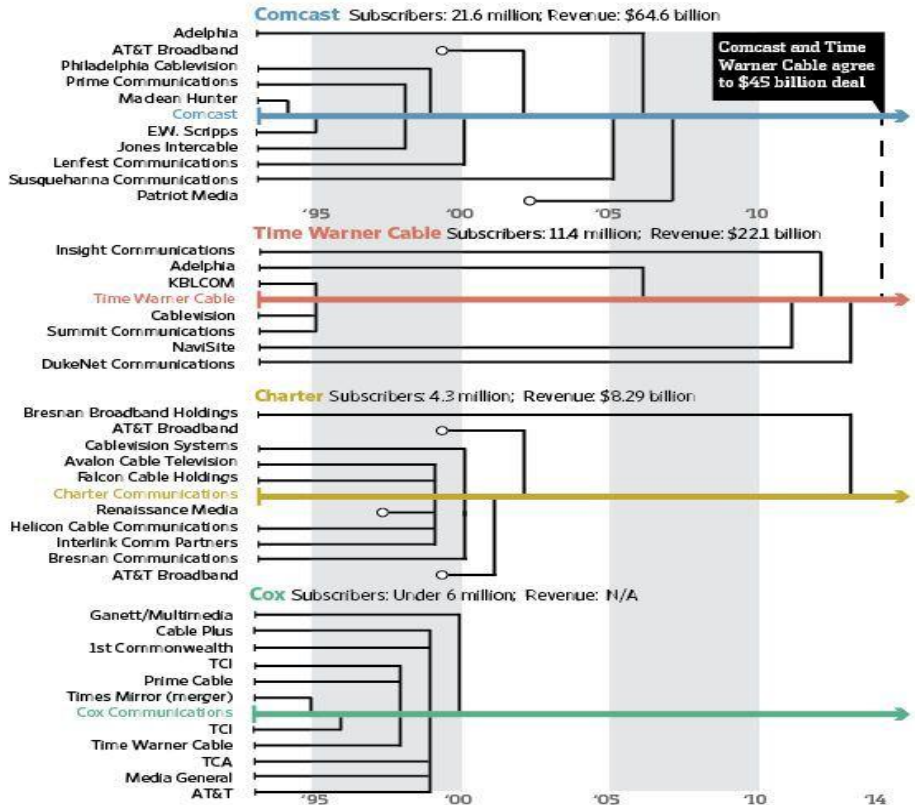 Comcast Subscribers: 21.6 million; Revenue: $64.6 billion
Adelphia
AT&T Broadband
Philadelphia Cablevision
Prime Communications
Maclean Hunter
Comcast
E.W. Scripps
Jones Intercable
Lenfest Communications
Susquehanna Communications
Patriot Media
Comcast and Time
Warner Cable agree
to $45 billion deal
'95 '00 '05 '10
Time Warner Cable Subscribers: 11.4 million; Revenue: $22.1 billion
Insight Communications
Adelphia
KBLCOM
Time Warner Cable
Cablevision
Summit Communications
NaviSite
DukeNet Communications
Charter Subscribers: 4.3 million; Revenue: $8.29 billion
Bresnan Broadband Holdings
AT&T Broadband
Cablevision Systems
Avalon Cable Television
Falcon Cable Holdings
Charter Communications
Renaissance Media
Helicon Cable Communications
Interlink Comm Partners
Bresnan Communications
AT&T Broadband
Cox Subscribers: Under 6 million; Revenue: N/A
Ganett/Multimedia
Cable Plus
1st Commonwealth
TCI
Prime Cable
Times Mirror (merger)
Cox Communications
TCI
Time Warner Cable
TCA
Media General
AT&T
'95 '00 '05 '10 '14